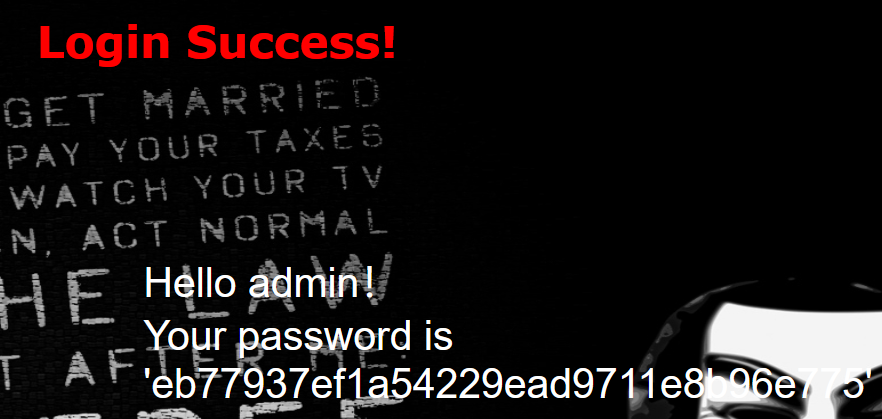 Login Success!
GET MARRIED
PAY YOUR TAXES
WATCH YOUR TV
N, ACT NORMAL
HE LAW
Hello admin!
Your password is
T AFTER ME:
'eb77937ef1a54229ead9711e8b96e775'